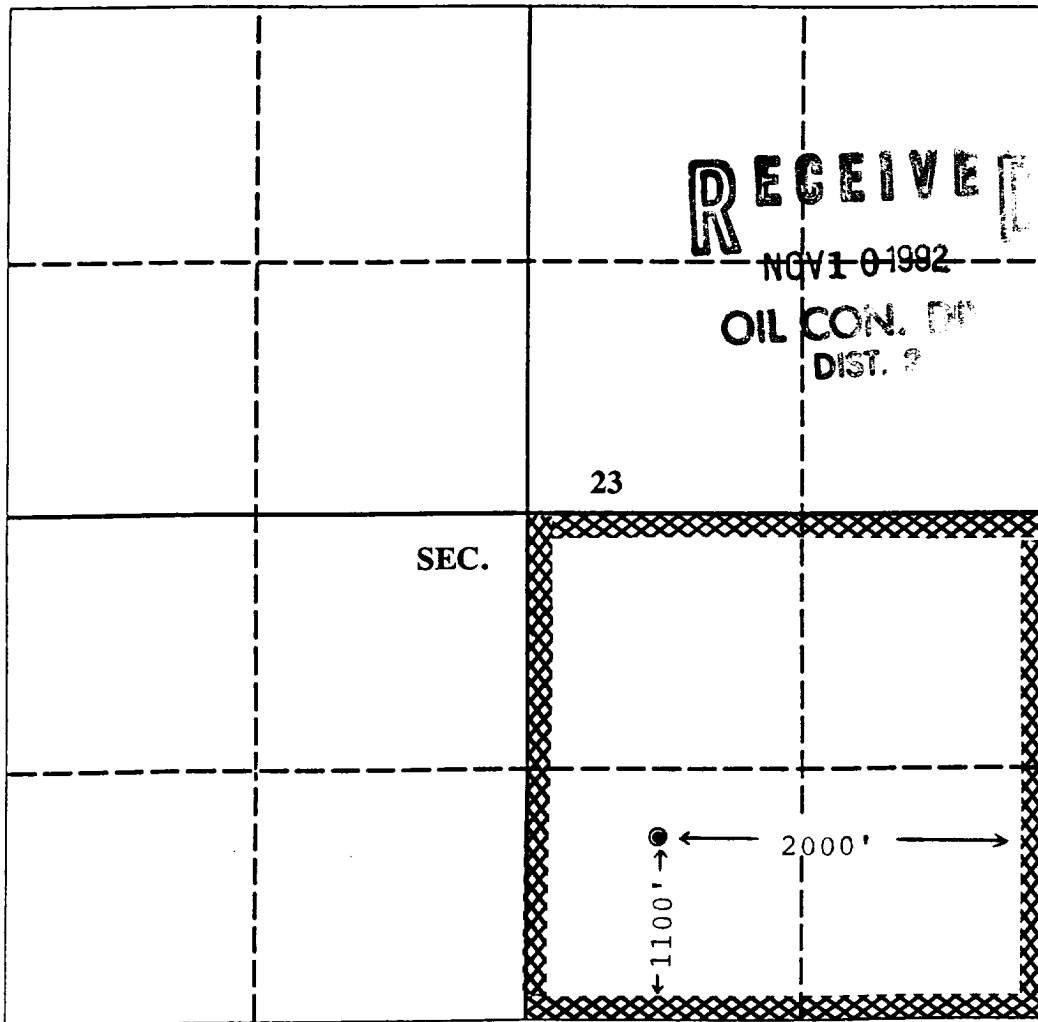 RECEIVE
NOV 1 0 1992
OIL CON.
DIST.
23
SEC.
2000'
1100'